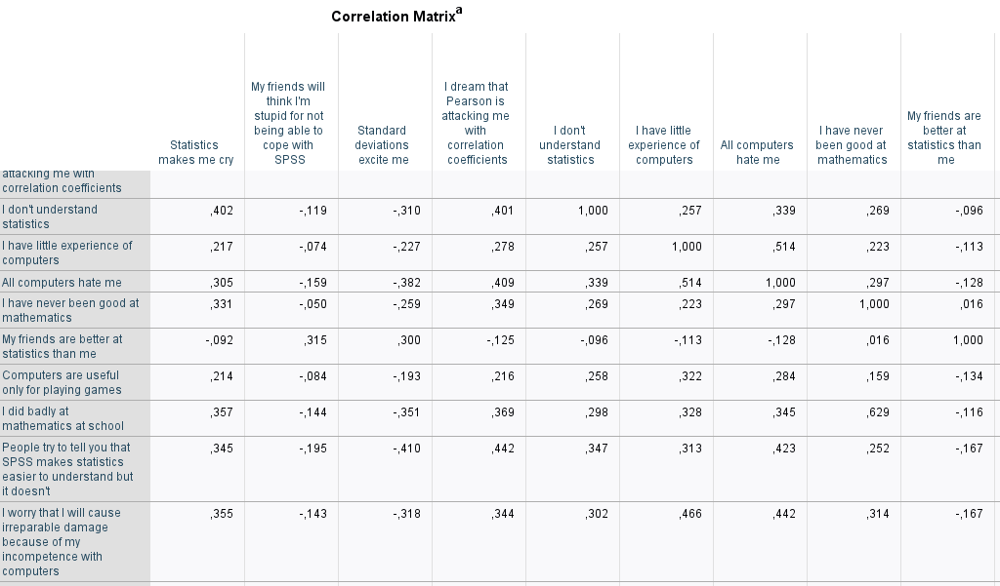 Correlation Matrixa
Statistics makes me cry
My friends will think I'm stupid for not being able to cope with SPSS
Standard deviations excite me
I dream that Pearson is attacking me with correlation coefficients
I don't understand statistics
I have little experience of computers
All computers hate me
I have never been good at mathematics
My friends are better at statistics than me
attacking me with
correlation coefficients
I don't understand statistics ,402 -,119 -,310 ,401 1,000 ,257 ,339 ,269 -,096
I have little experience of computers ,217 -,074 -,227 ,278 ,257 1,000 ,514 ,223 -,113
All computers hate me ,305 -,159 -,382 ,409 ,339 ,514 1,000 ,297 -,128
I have never been good at mathematics ,331 -,050 -,259 ,349 ,269 ,223 ,297 1,000 ,016
My friends are better at statistics than me -,092 ,315 ,300 -,125 -,096 -,113 -,128 ,016 1,000
Computers are useful only for playing games ,214 -,084 -,193 ,216 ,258 ,322 ,284 ,159 -,134
I did badly at mathematics at school ,357 -,144 -,351 ,369 ,298 ,328 ,345 ,629 -,116
People try to tell you that SPSS makes statistics easier to understand but it doesn't ,345 -,195 -,410 ,442 ,347 ,313 ,423 ,252 -,167
I worry that I will cause irreparable damage because of my incompetence with computers ,355 -,143 -,318 ,344 ,302 ,466 ,442 ,314 -,167